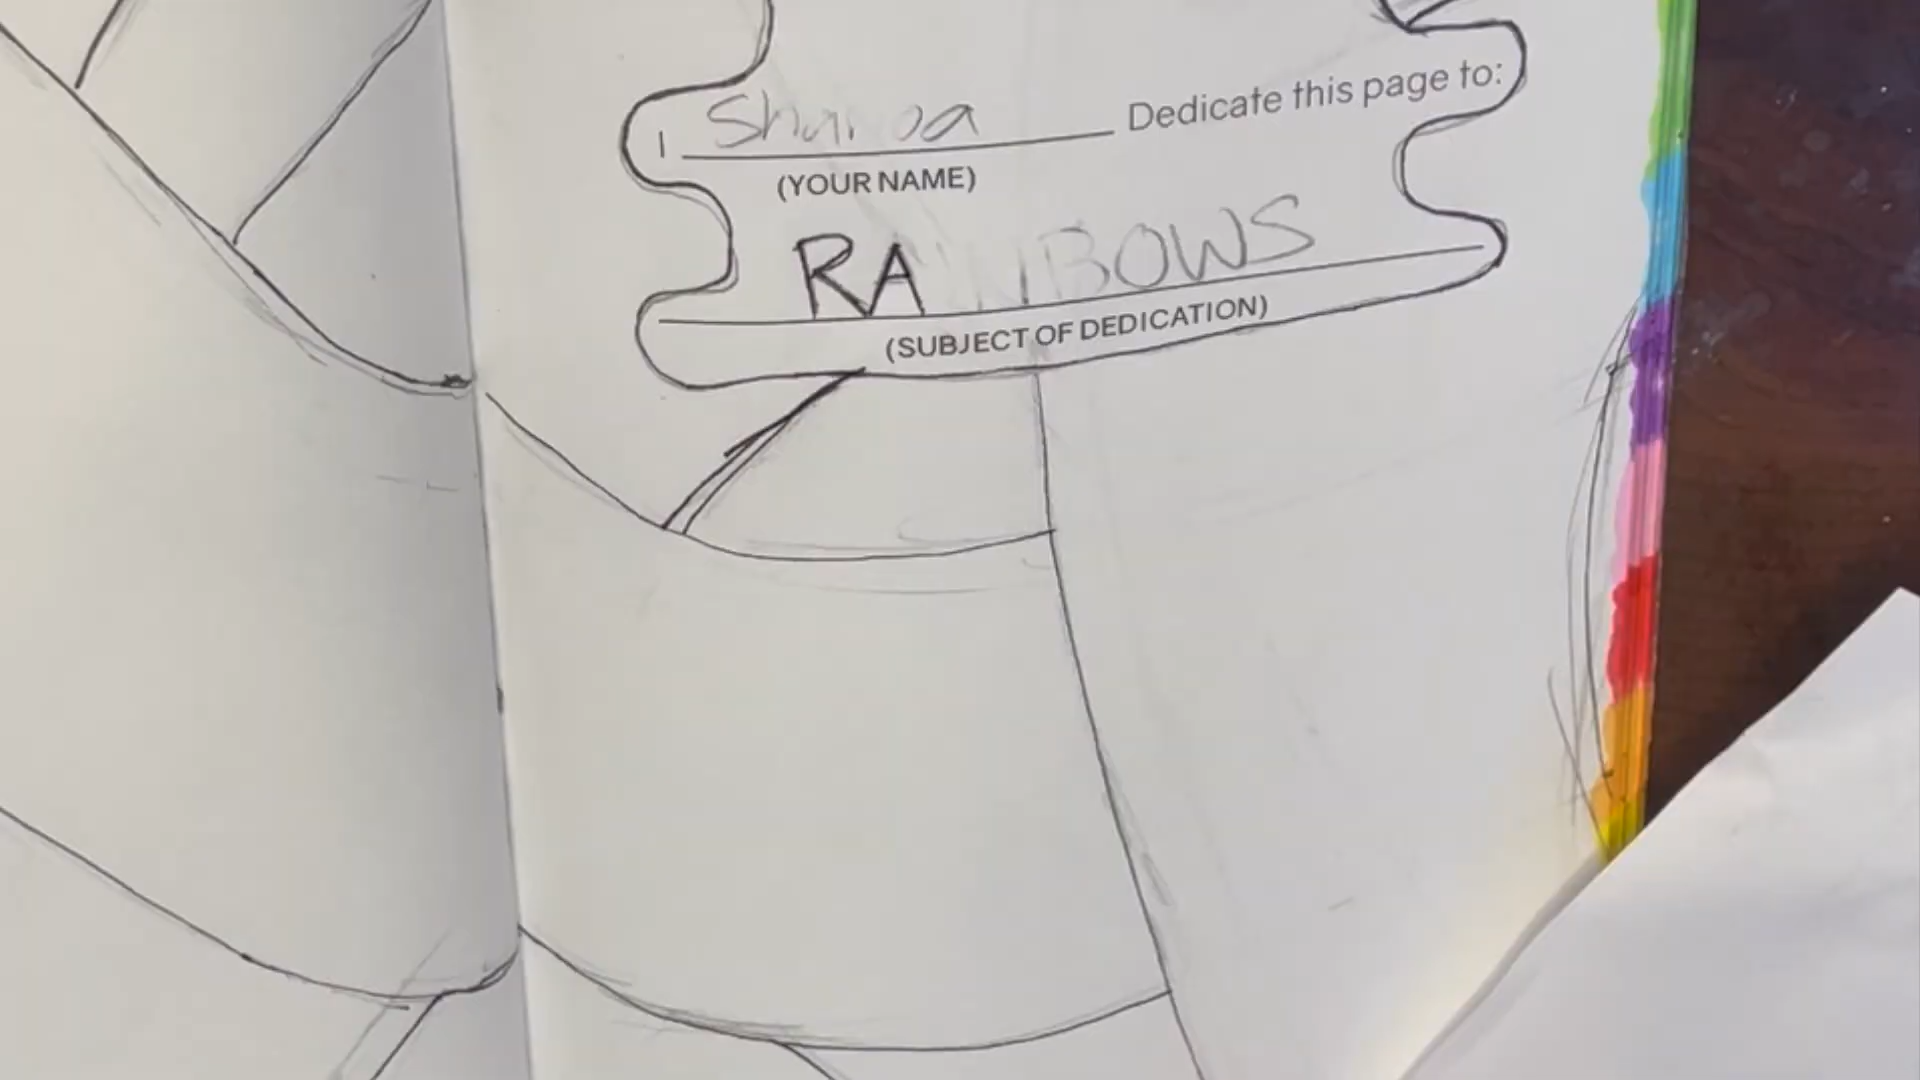 I Dedicate this page to:
(YOUR NAME)
RAINBOWS
(SUBJECT OF DEDICATION)